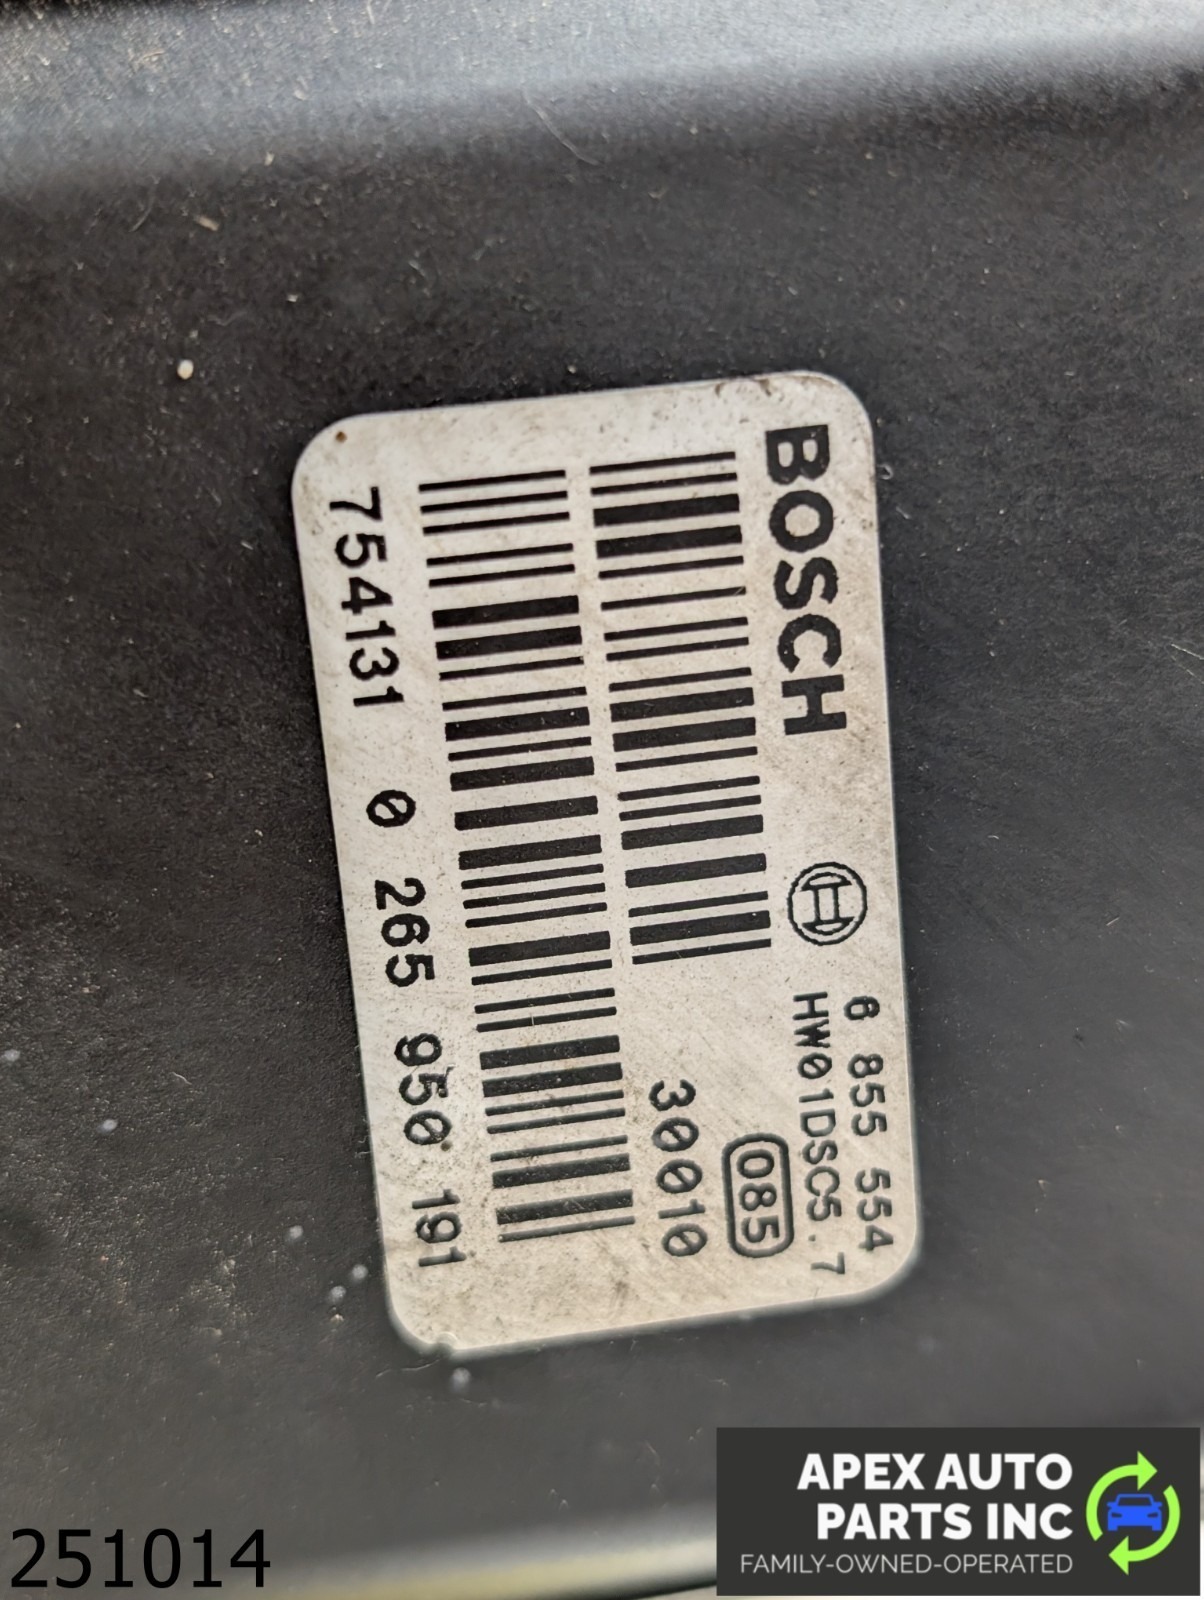 BOSCH
6 855 554
HW01DSC5.7
085
30010
754131 0 265 950 191
251014
APEX AUTO
PARTS INC
FAMILY-OWNED-OPERATED